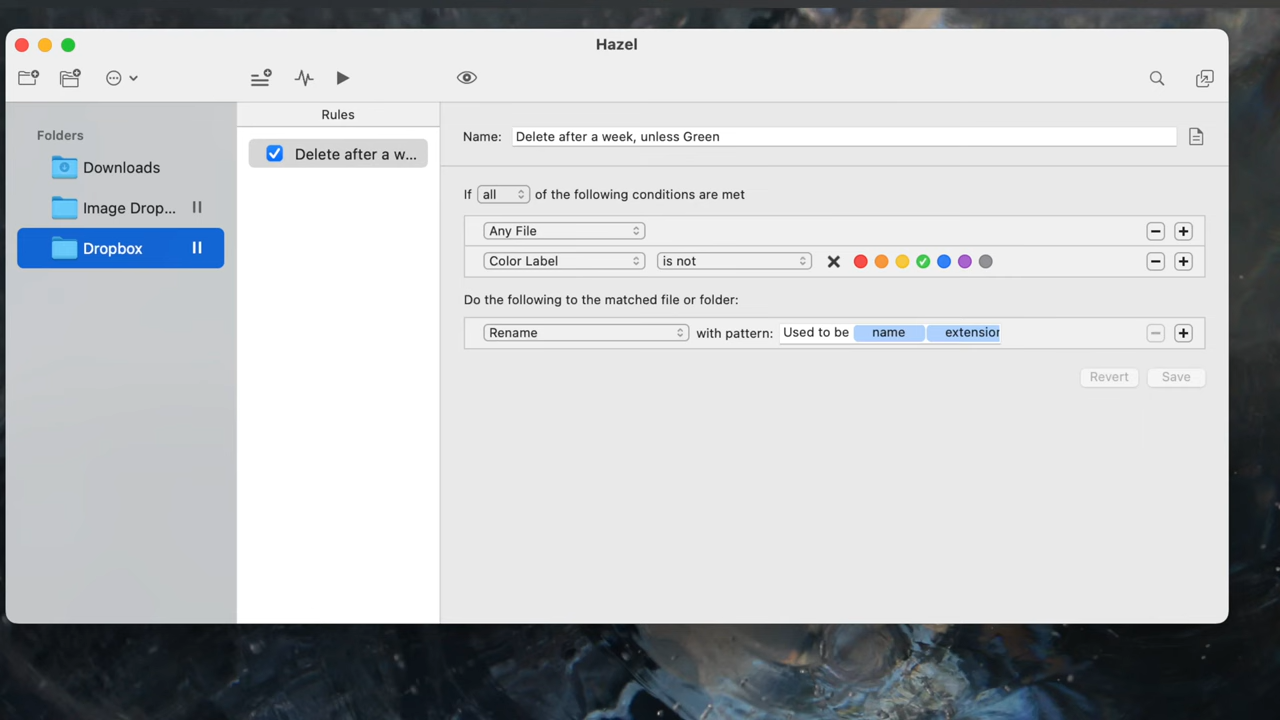 Hazel
Folders
Downloads
Image Drop...
Dropbox
Rules
Delete after a w...
Name: Delete after a week, unless Green
If all of the following conditions are met
Any File
Color Label is not
Do the following to the matched file or folder:
Rename with pattern: Used to be name extension
Revert Save